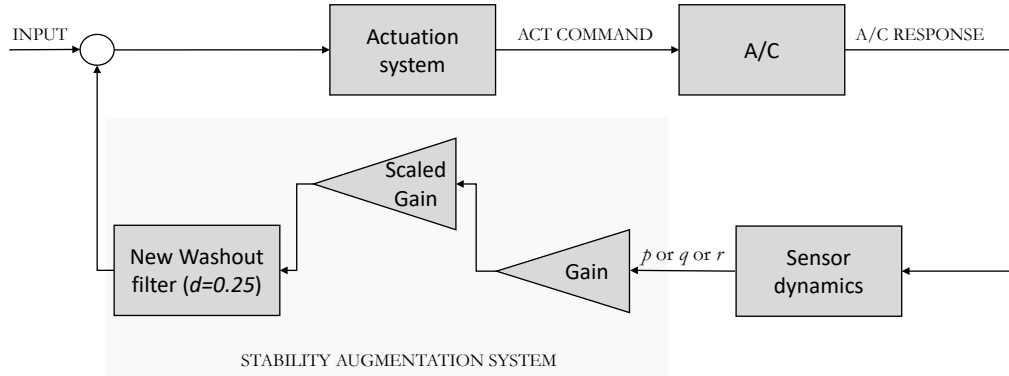 INPUT
Actuation
system
ACT COMMAND
A/C
A/C RESPONSE
Scaled
Gain
New Washout
filter (d=0.25)
Gain
p or q or r
Sensor
dynamics
STABILITY AUGMENTATION SYSTEM